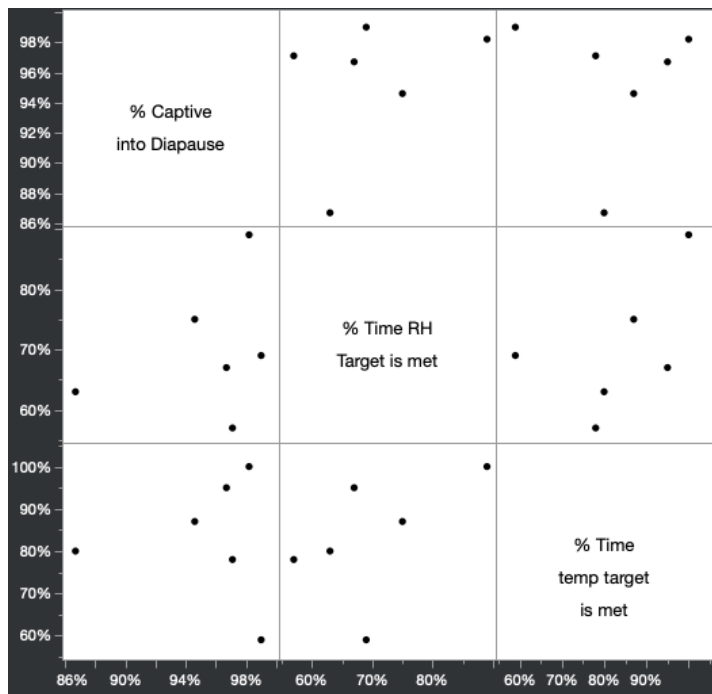 98%
96%
94%
92%
90%
88%
86%
% Captive
into Diapause
80%
70%
60%
% Time RH
Target is met
100%
90%
80%
70%
60%
% Time
temp target
is met
86% 90% 94% 98% 60% 70% 80% 60% 70% 80% 90%